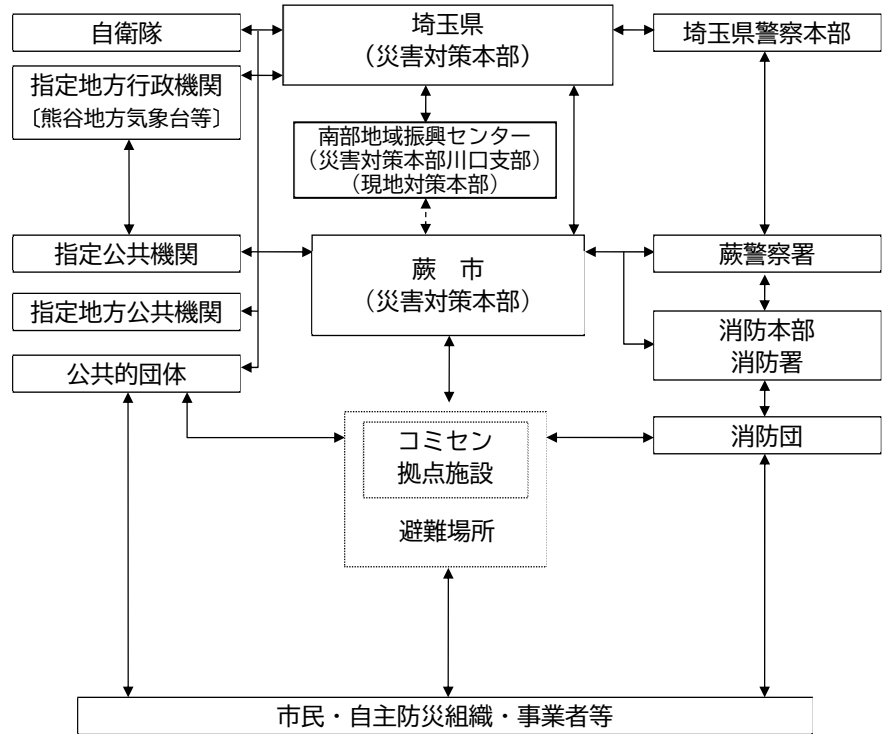 自衛隊
埼玉県
(災害対策本部)
埼玉県警察本部
指定地方行政機関
〔熊谷地方気象台等〕
南部地域振興センター
(災害対策本部川口支部)
(現地対策本部)
指定公共機関
蕨　市
(災害対策本部)
蕨警察署
指定地方公共機関
消防本部
消防署
公共的団体
コミセン
拠点施設
避難場所
消防団
市民・自主防災組織・事業者等